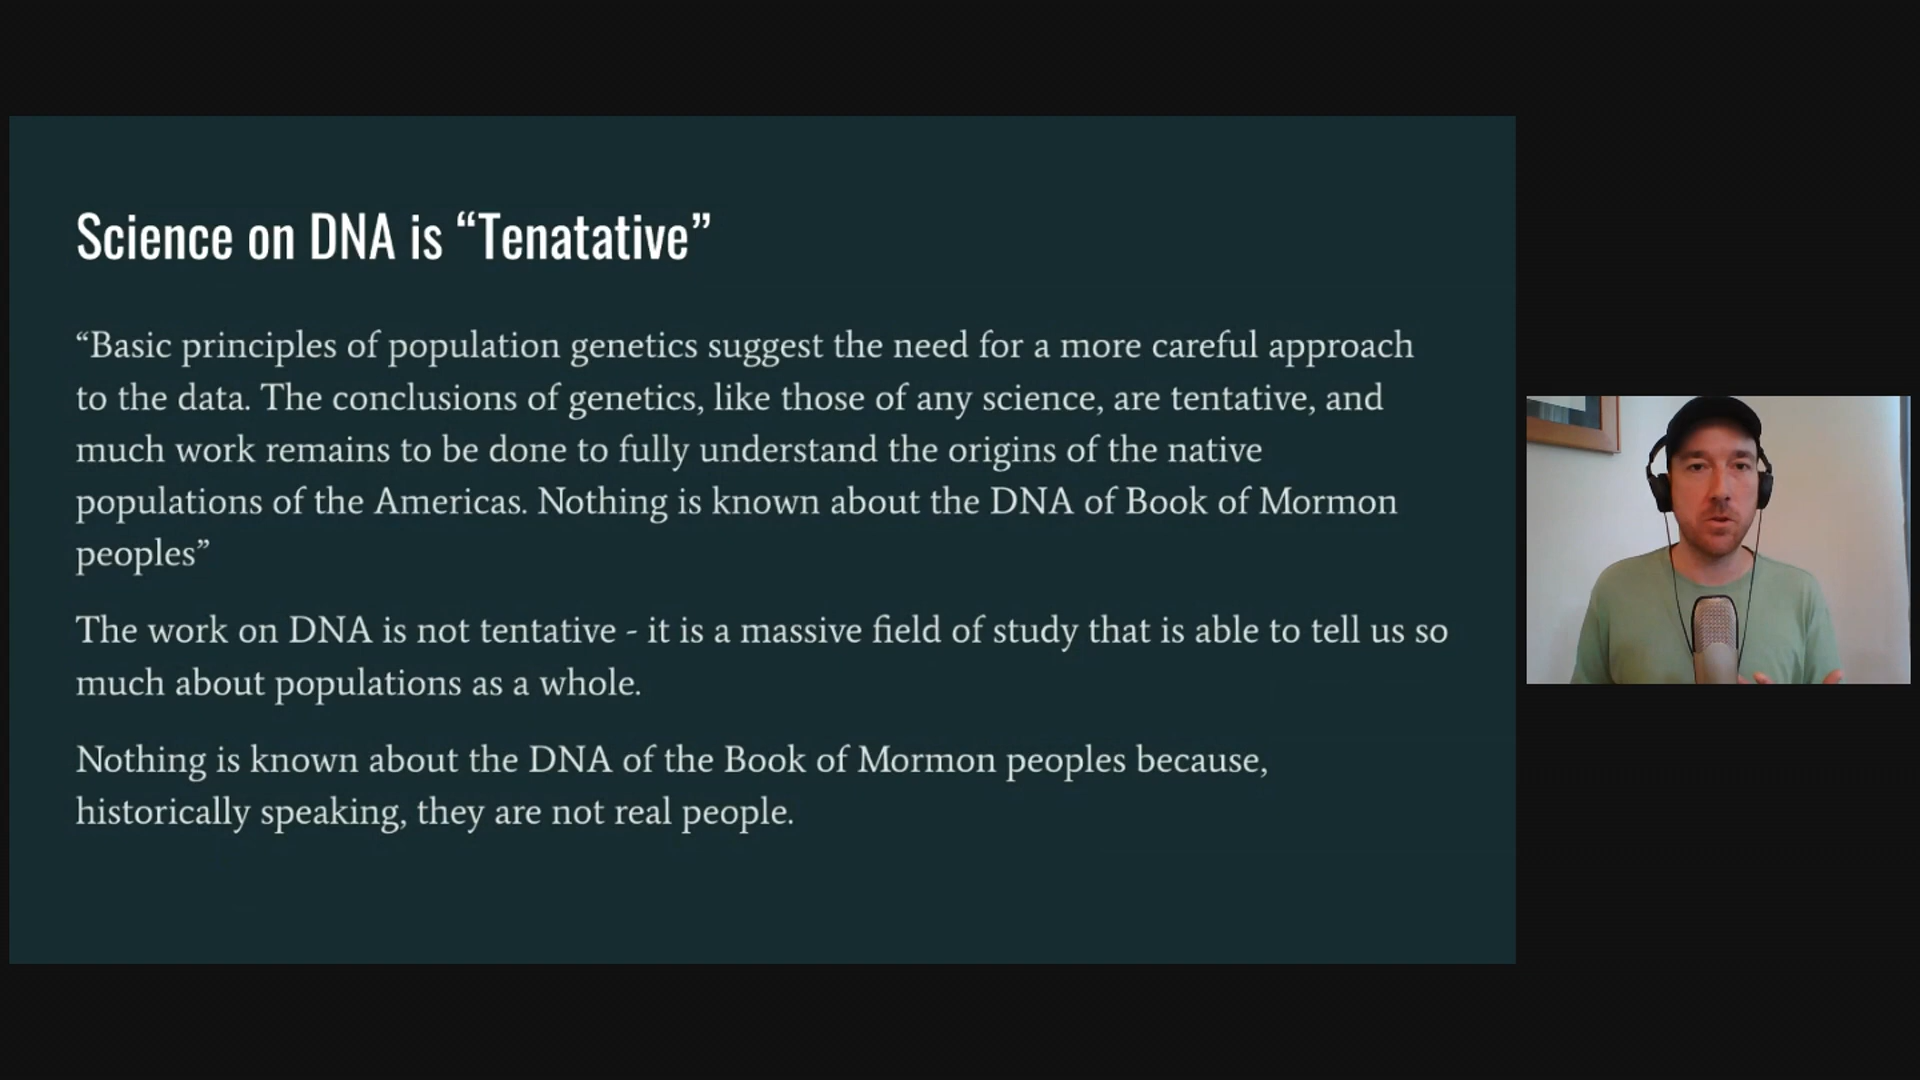 Science on DNA is “Tenatative”
“Basic principles of population genetics suggest the need for a more careful approach
to the data. The conclusions of genetics, like those of any science, are tentative, and
much work remains to be done to fully understand the origins of the native
populations of the Americas. Nothing is known about the DNA of Book of Mormon
peoples”
The work on DNA is not tentative - it is a massive field of study that is able to tell us so
much about populations as a whole.
Nothing is known about the DNA of the Book of Mormon peoples because,
historically speaking, they are not real people.